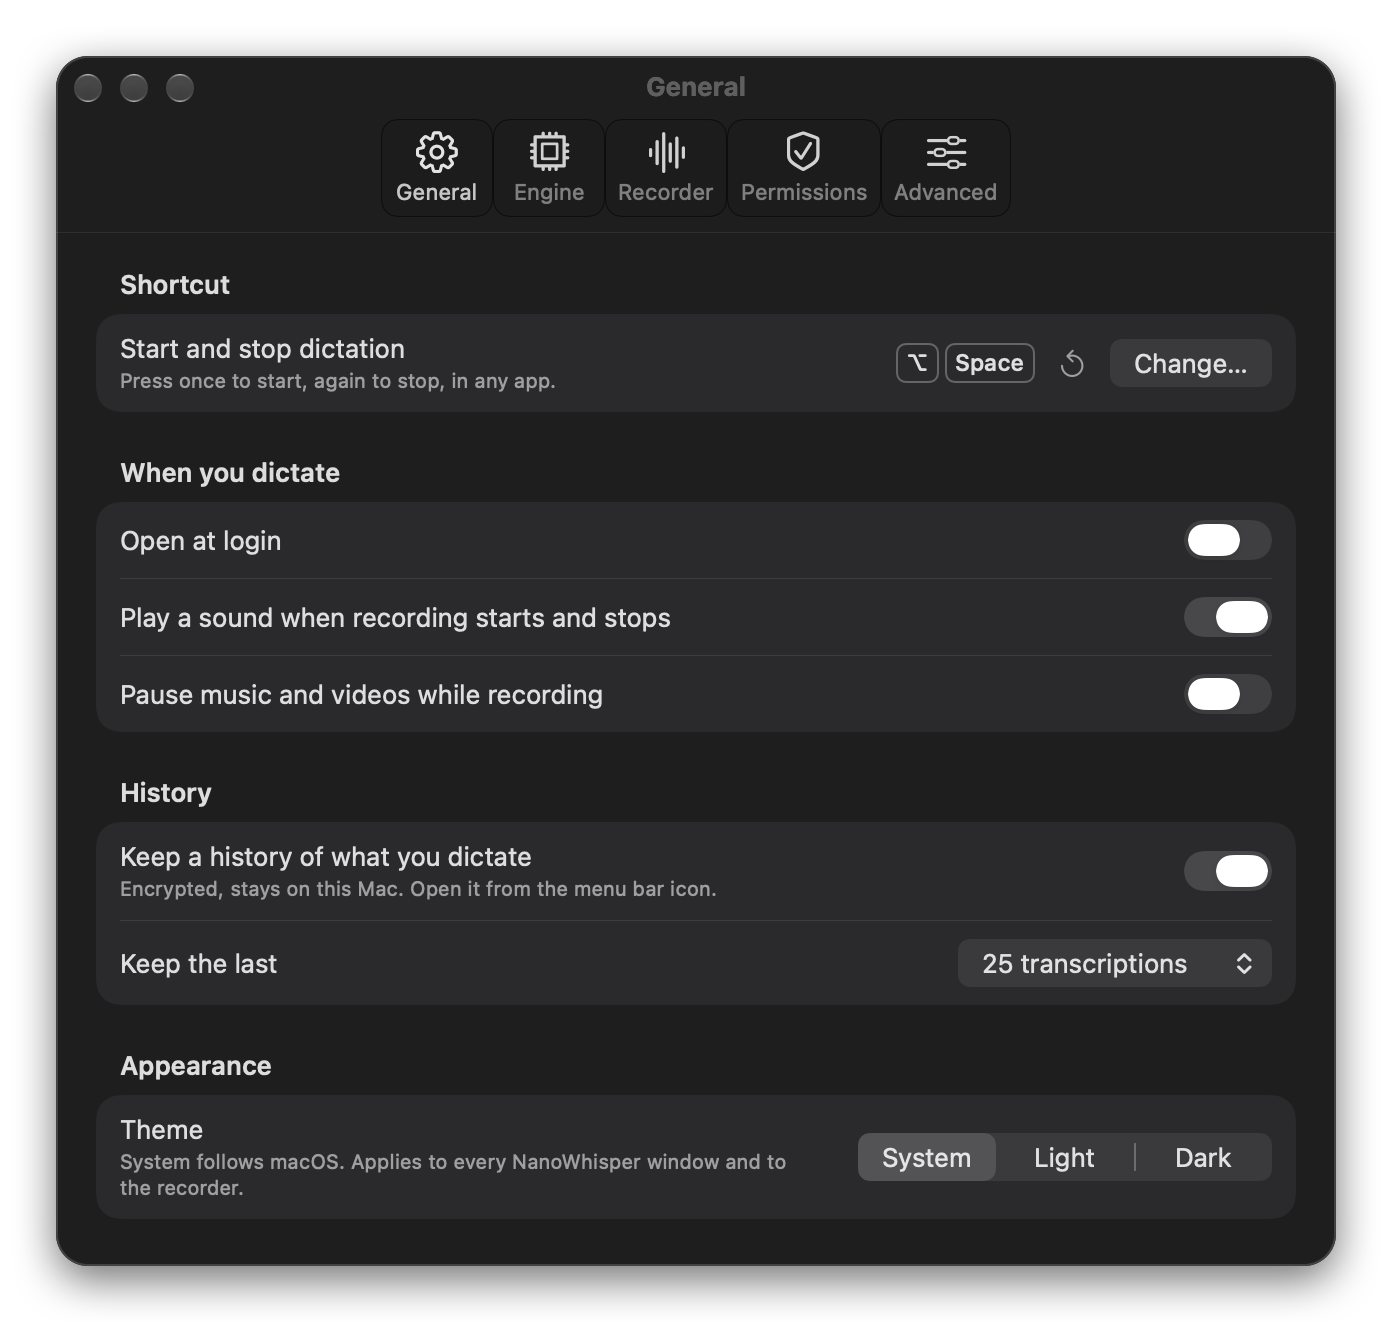 General
General
Engine
Recorder
Permissions
Advanced
Shortcut
Start and stop dictation
Press once to start, again to stop, in any app.
⌥ Space
Change...
When you dictate
Open at login
Play a sound when recording starts and stops
Pause music and videos while recording
History
Keep a history of what you dictate
Encrypted, stays on this Mac. Open it from the menu bar icon.
Keep the last
25 transcriptions
Appearance
Theme
System follows macOS. Applies to every NanoWhisper window and to
the recorder.
System
Light
Dark